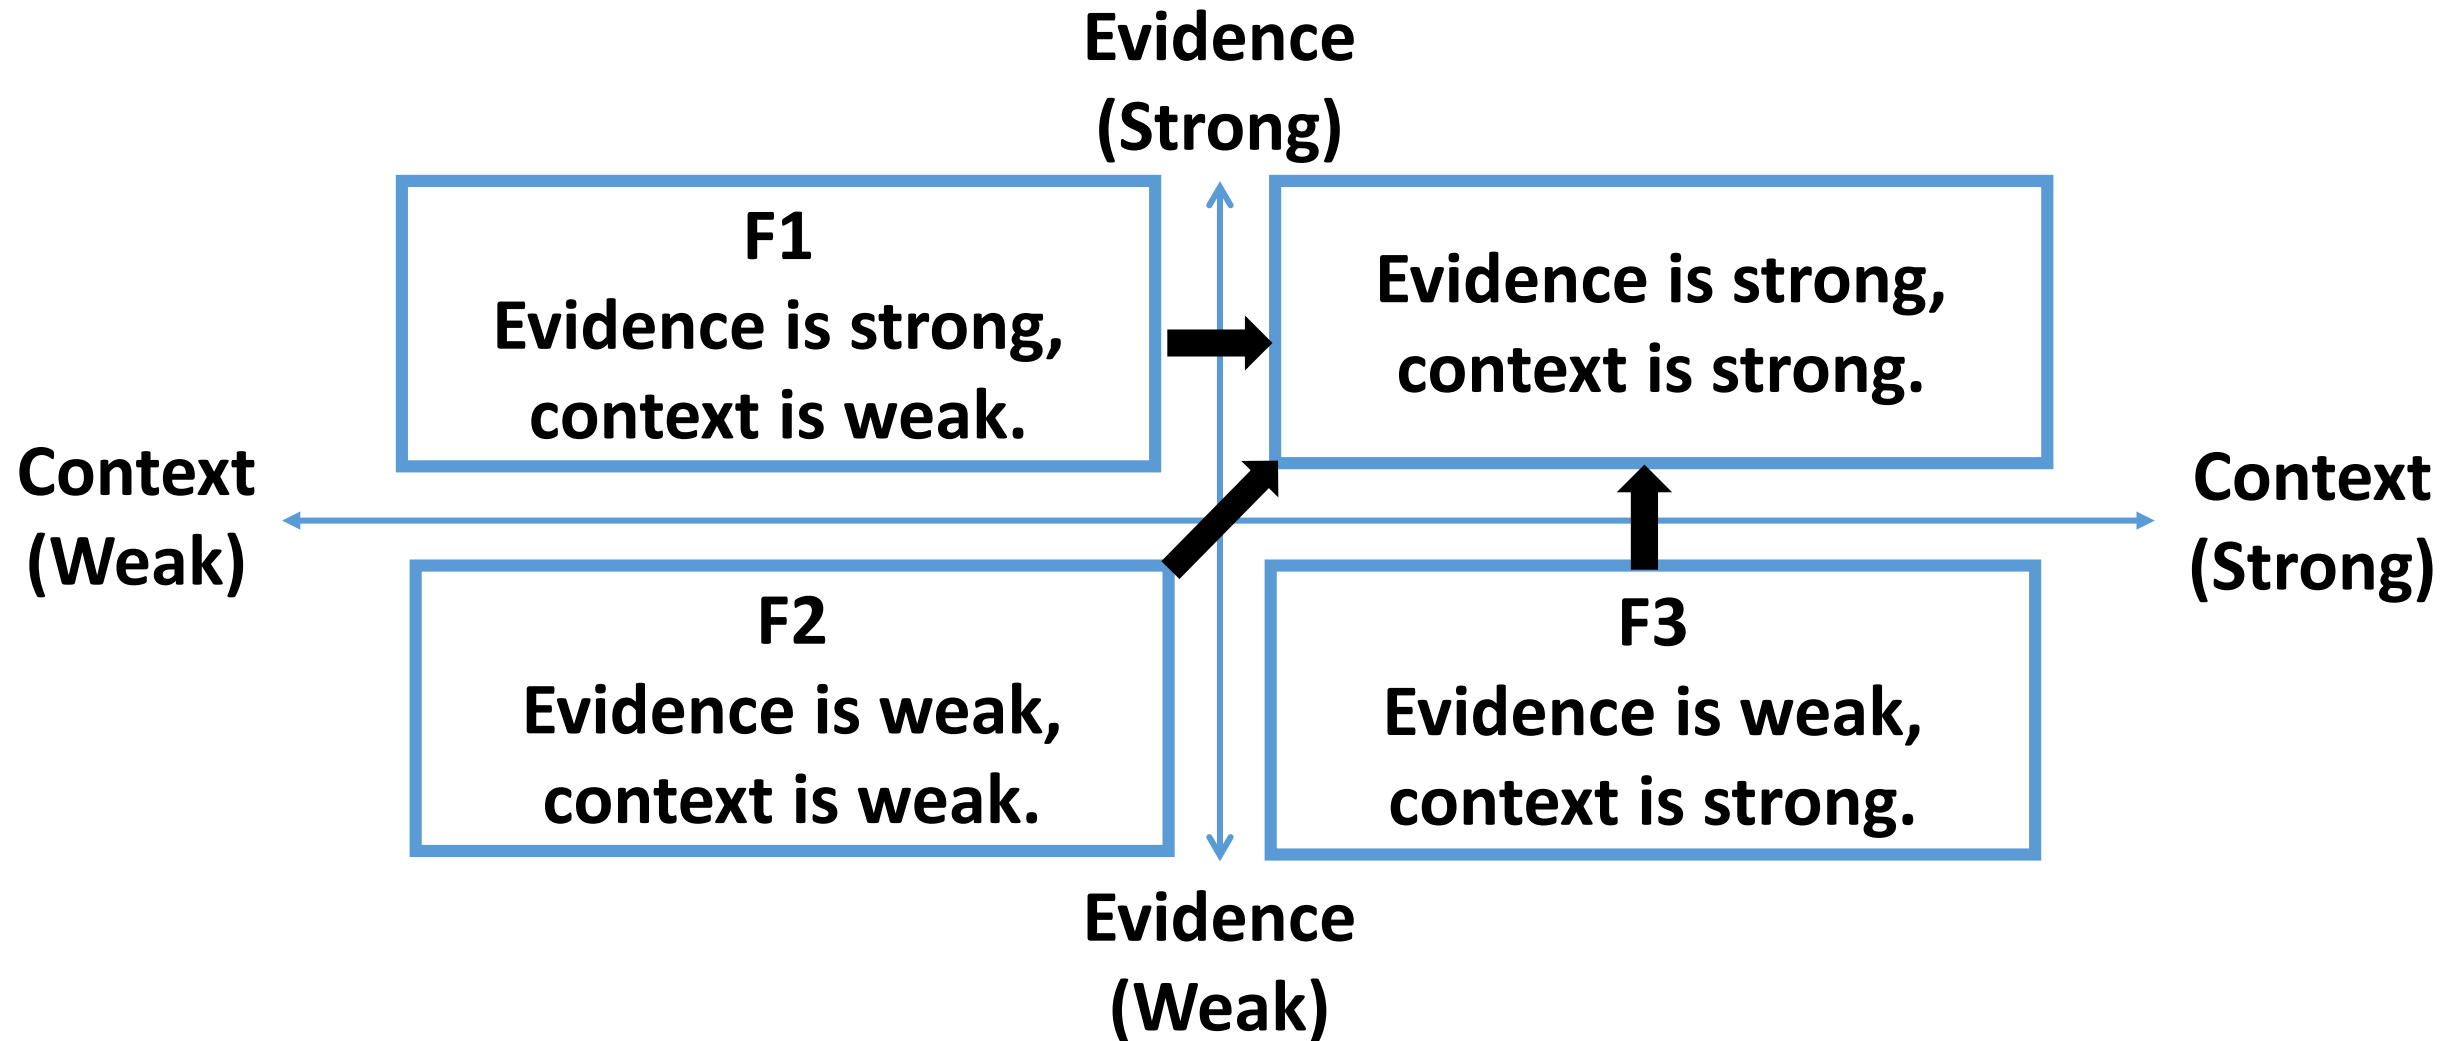 Evidence
(Strong)
F1
Evidence is strong,
context is weak.
Evidence is strong,
context is strong.
Context
(Weak)
Context
(Strong)
F2
Evidence is weak,
context is weak.
F3
Evidence is weak,
context is strong.
Evidence
(Weak)